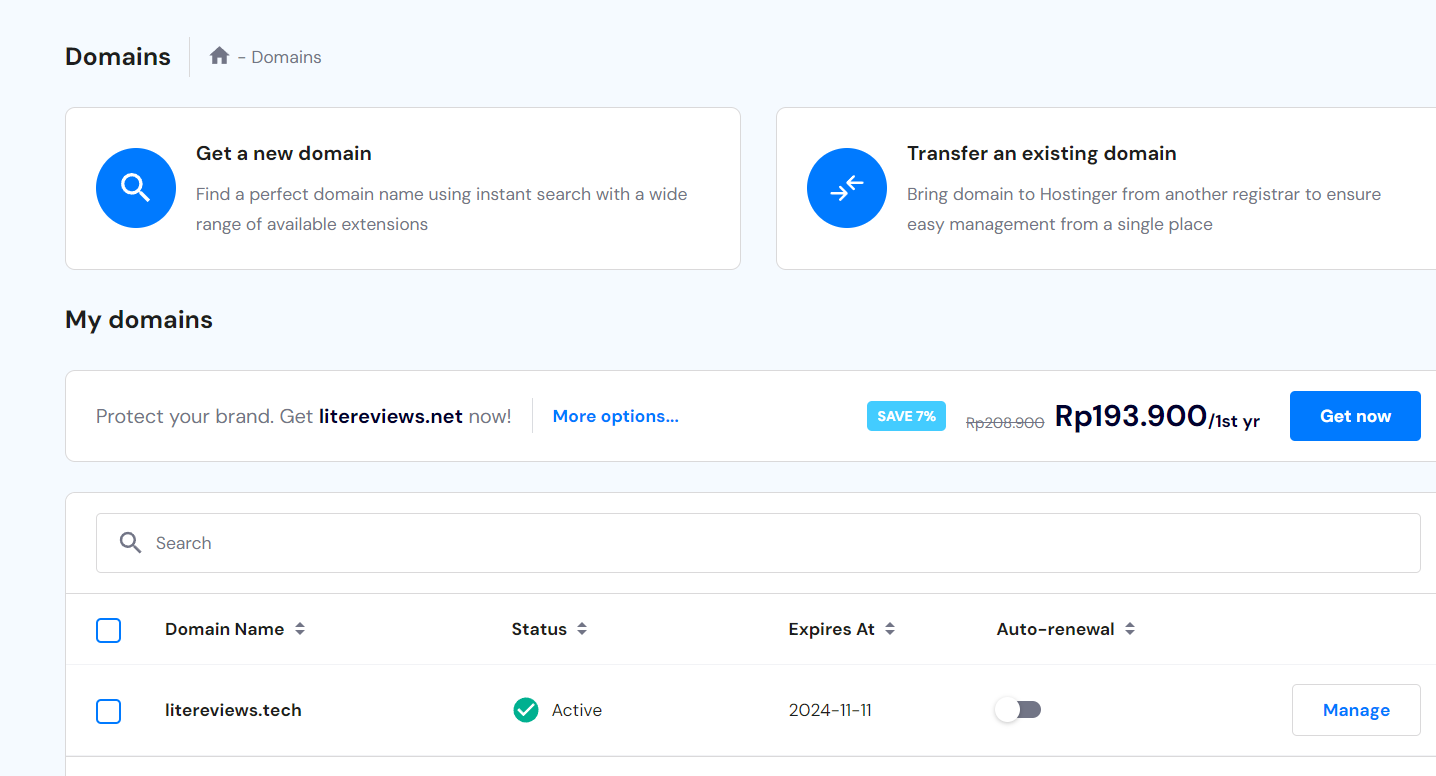 Domains
- Domains
Get a new domain
Find a perfect domain name using instant search with a wide
range of available extensions
Transfer an existing domain
Bring domain to Hostinger from another registrar to ensure
easy management from a single place
My domains
Protect your brand. Get litereviews.net now!
More options...
SAVE 7%
Rp208.900
Rp193.900/1st yr
Get now
Search
Domain Name
Status
Expires At
Auto-renewal
litereviews.tech
Active
2024-11-11
Manage